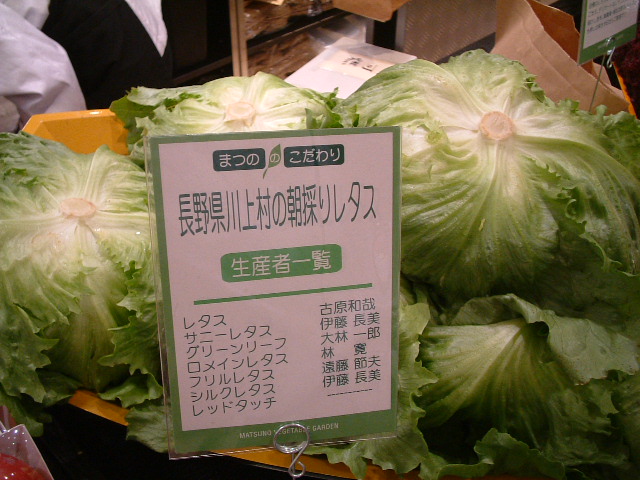 まつの の こだわり
長野県川上村の朝採りレタス
生産者一覧
レタス 古原和哉
サニーレタス 伊藤 長美
グリーンリーフ 大林 一郎
ロメインレタス 林 寛
フリルレタス 遠藤 節夫
シルクレタス 伊藤 長美
レッドタッチ ----------
MATSUNO VEGETABLE GARDEN